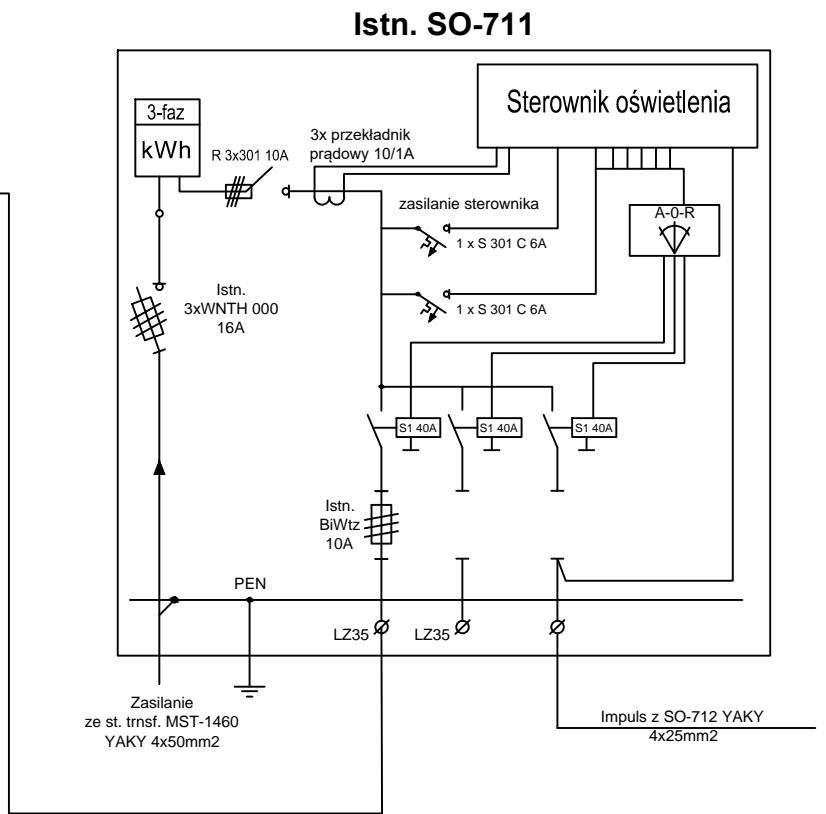 Istn. SO-711
3-faz
kWh
R 3x301 10A
3x przekładnik
prądowy 10/1A
Sterownik oświetlenia
zasilanie sterownika
1 x S 301 C 6A
A-0-R
Istn.
3xWNTH 000
16A
1 x S 301 C 6A
S1 40A
S1 40A
S1 40A
Istn.
BiWtz
10A
PEN
LZ35
LZ35
Zasilanie
ze st. trnsf. MST-1460
YAKY 4x50mm2
Impuls z SO-712 YAKY
4x25mm2